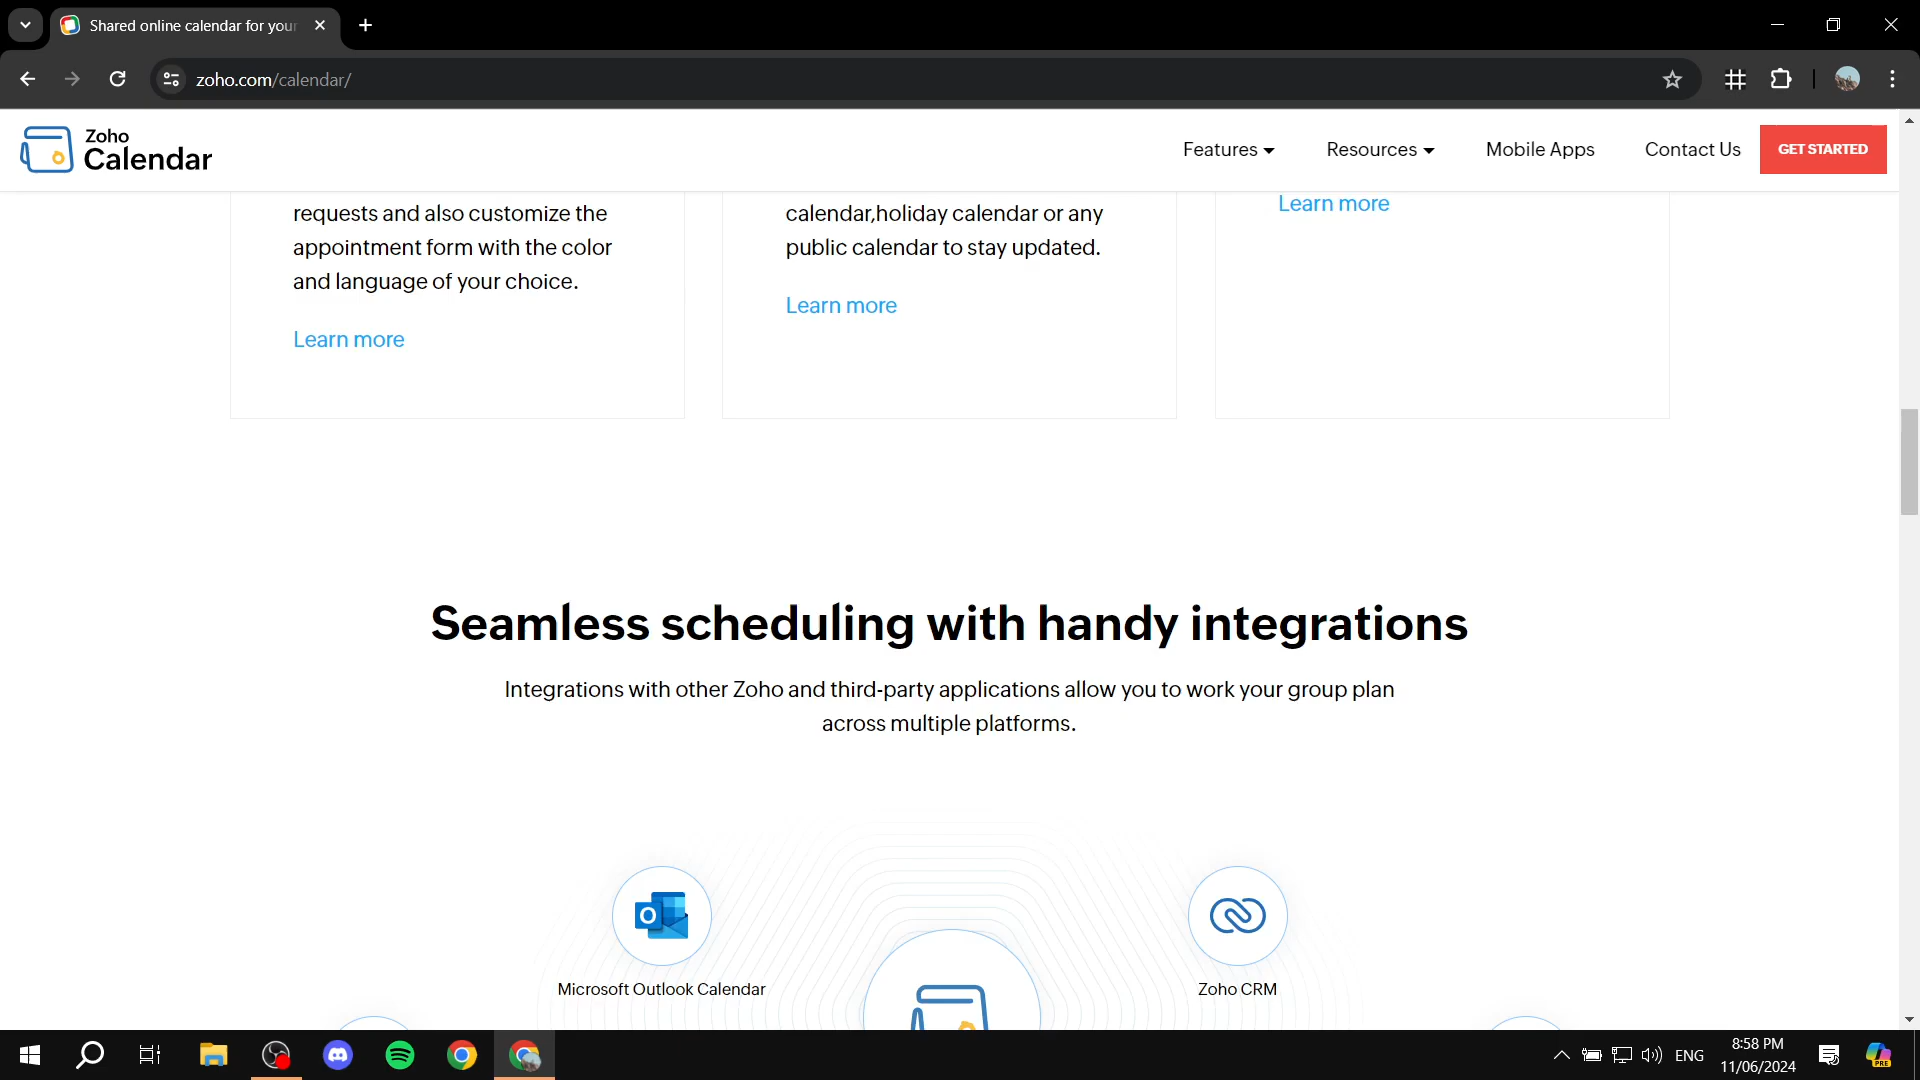 Shared online calendar for your
zoho.com/calendar/
Zoho
Calendar
Features
Resources
Mobile Apps
Contact Us
GET STARTED
requests and also customize the
appointment form with the color
and language of your choice.
Learn more
calendar,holiday calendar or any
public calendar to stay updated.
Learn more
Learn more
Seamless scheduling with handy integrations
Integrations with other Zoho and third-party applications allow you to work your group plan
across multiple platforms.
Microsoft Outlook Calendar
Zoho CRM
ENG
8:58 PM
11/06/2024
PRE